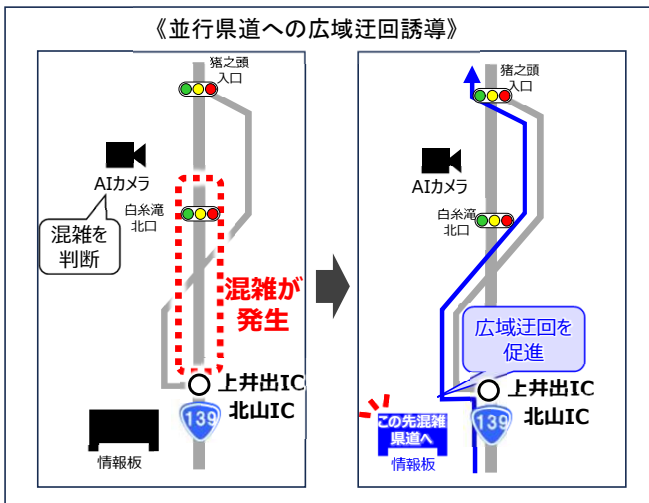 《並行県道への広域迂回誘導》
猪之頭
入口
AIカメラ
混雑を
判断
白糸滝
北口
混雑が
発生
上井出IC
北山IC
139
情報板
猪之頭
入口
AIカメラ
白糸滝
北口
広域迂回を
促進
上井出IC
北山IC
139
この先混雑
県道へ
情報板